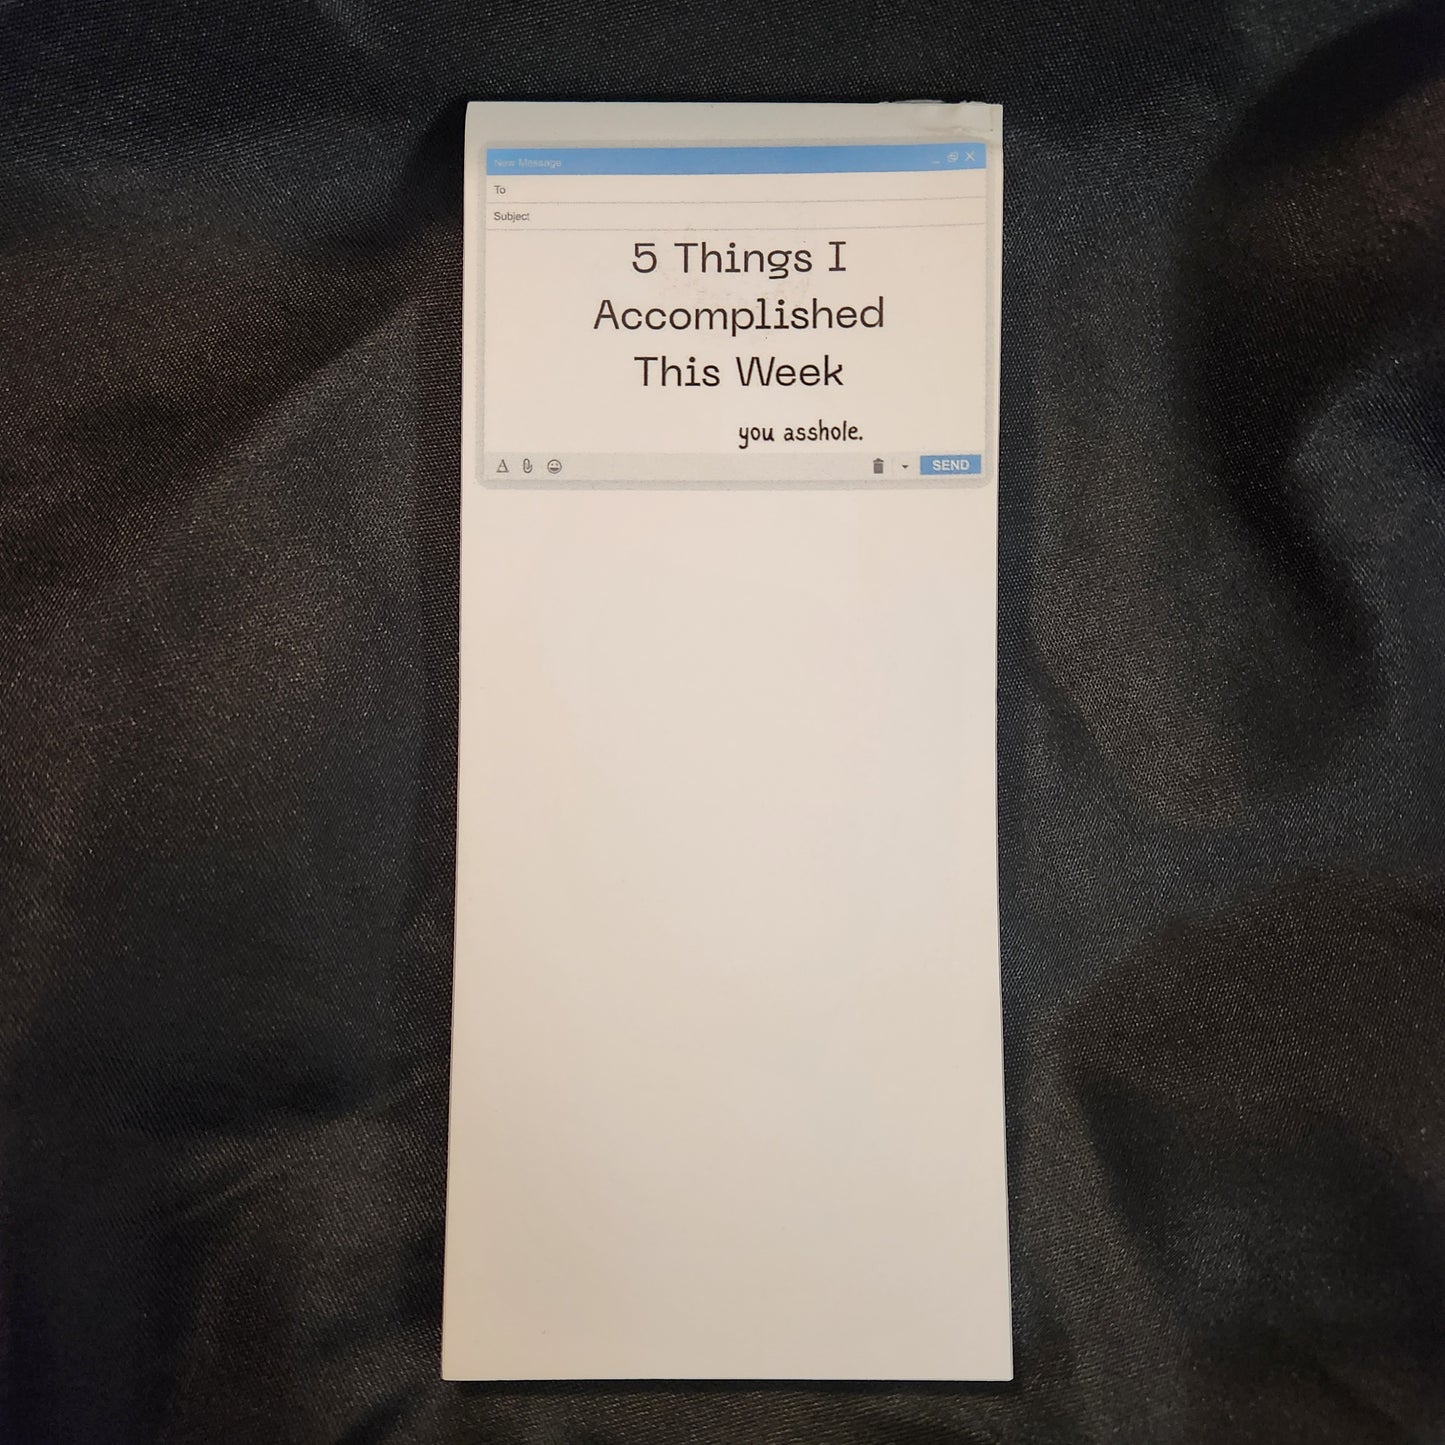 New Message
To
Subject
5 Things I
Accomplished
This Week
you asshole.
SEND